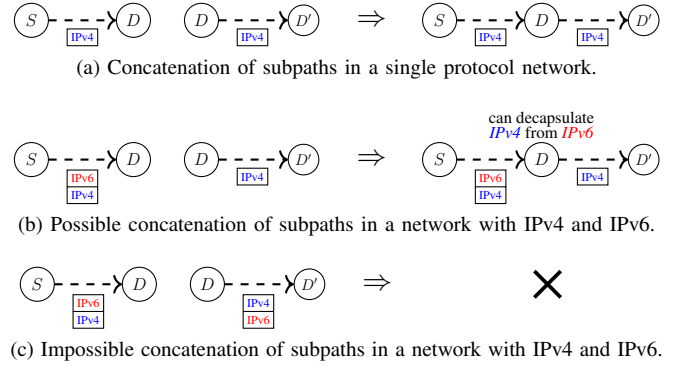 S D D D' ⇒ S D D'
IPv4 IPv4 IPv4 IPv4
(a) Concatenation of subpaths in a single protocol network.
can decapsulate
IPv4 from IPv6
S D D D' ⇒ S D D'
IPv6 IPv4 IPv6 IPv4
IPv4 IPv4
(b) Possible concatenation of subpaths in a network with IPv4 and IPv6.
S D D D' ⇒
IPv6 IPv4
IPv4 IPv6
(c) Impossible concatenation of subpaths in a network with IPv4 and IPv6.